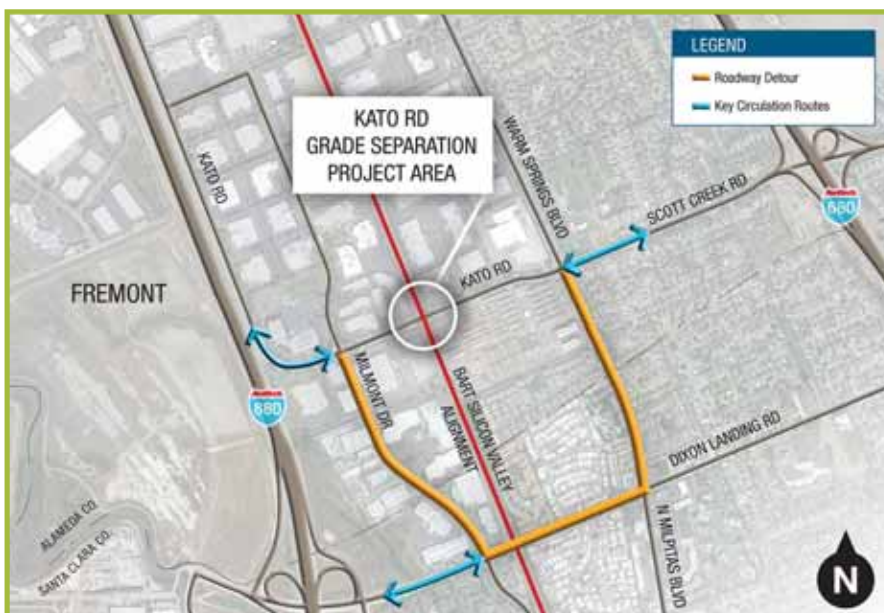 LEGEND
Roadway Detour
Key Circulation Routes
KATO RD
GRADE SEPARATION
PROJECT AREA
KATO RD
WARM SPRINGS BLVD
SCOTT CREEK RD
680
KATO RD
FREMONT
880
MILMONT DR
BART SILICON VALLEY
ALIGNMENT
DIXON LANDING RD
N MILPITAS BLVD
ALAMEDA CO.
SANTA CLARA CO.
N